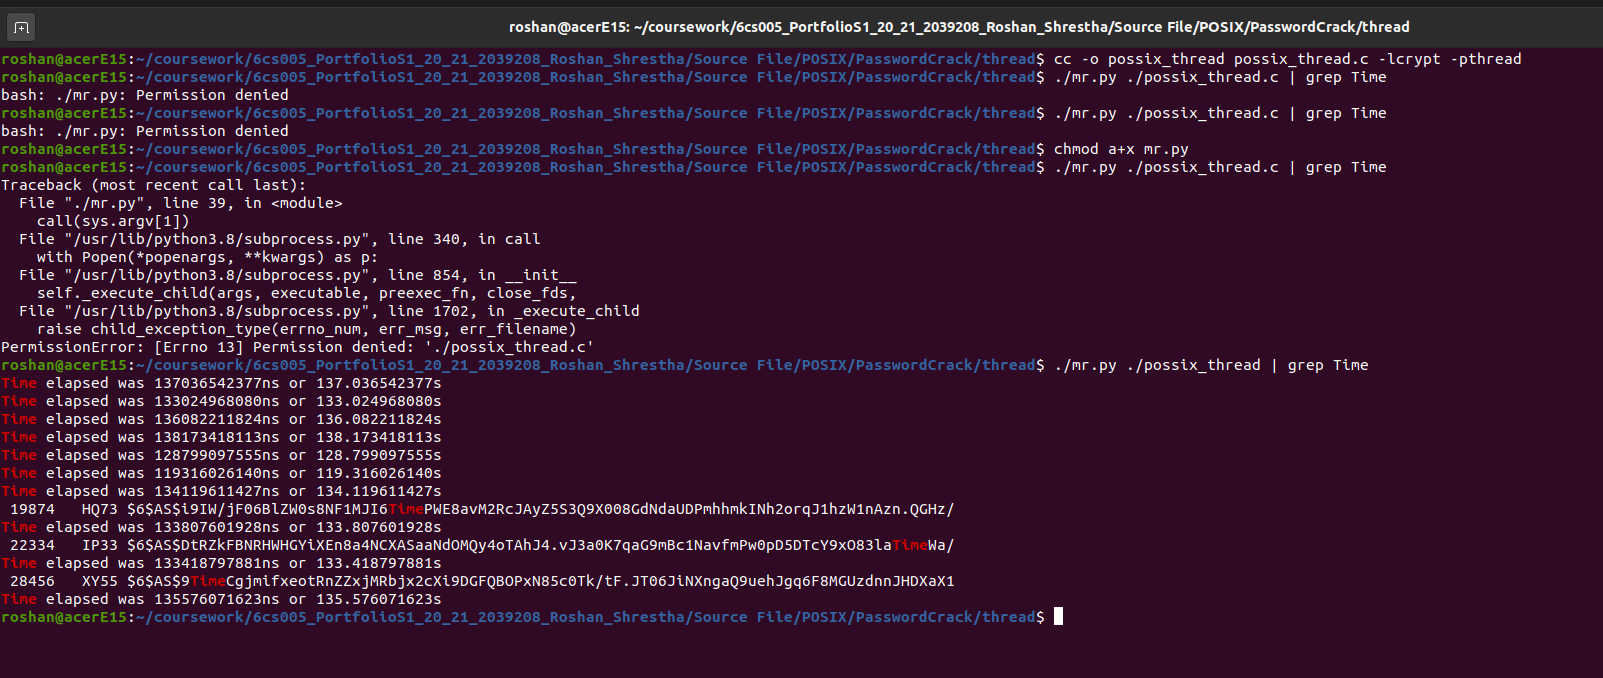 roshan@acerE15: ~/coursework/6cs005_PortfolioS1_20_21_2039208_Roshan_Shrestha/Source File/POSIX/PasswordCrack/thread
roshan@acerE15:~/coursework/6cs005_PortfolioS1_20_21_2039208_Roshan_Shrestha/Source File/POSIX/PasswordCrack/thread$ cc -o possix_thread possix_thread.c -lcrypt -pthread
roshan@acerE15:~/coursework/6cs005_PortfolioS1_20_21_2039208_Roshan_Shrestha/Source File/POSIX/PasswordCrack/thread$ ./mr.py ./possix_thread.c | grep Time
bash: ./mr.py: Permission denied
roshan@acerE15:~/coursework/6cs005_PortfolioS1_20_21_2039208_Roshan_Shrestha/Source File/POSIX/PasswordCrack/thread$ ./mr.py ./possix_thread.c | grep Time
bash: ./mr.py: Permission denied
roshan@acerE15:~/coursework/6cs005_PortfolioS1_20_21_2039208_Roshan_Shrestha/Source File/POSIX/PasswordCrack/thread$ chmod a+x mr.py
roshan@acerE15:~/coursework/6cs005_PortfolioS1_20_21_2039208_Roshan_Shrestha/Source File/POSIX/PasswordCrack/thread$ ./mr.py ./possix_thread.c | grep Time
Traceback (most recent call last):
  File "./mr.py", line 39, in <module>
    call(sys.argv[1])
  File "/usr/lib/python3.8/subprocess.py", line 340, in call
    with Popen(*popenargs, **kwargs) as p:
  File "/usr/lib/python3.8/subprocess.py", line 854, in __init__
    self._execute_child(args, executable, preexec_fn, close_fds,
  File "/usr/lib/python3.8/subprocess.py", line 1702, in _execute_child
    raise child_exception_type(errno_num, err_msg, err_filename)
PermissionError: [Errno 13] Permission denied: './possix_thread.c'
roshan@acerE15:~/coursework/6cs005_PortfolioS1_20_21_2039208_Roshan_Shrestha/Source File/POSIX/PasswordCrack/thread$ ./mr.py ./possix_thread | grep Time
Time elapsed was 137036542377ns or 137.036542377s
Time elapsed was 133024968080ns or 133.024968080s
Time elapsed was 136082211824ns or 136.082211824s
Time elapsed was 138173418113ns or 138.173418113s
Time elapsed was 128799097555ns or 128.799097555s
Time elapsed was 119316026140ns or 119.316026140s
Time elapsed was 134119611427ns or 134.119611427s
 19874   HQ73 $6$AS$i9IW/jF06BlZW0s8NF1MJI6TimePWE8avM2RcJAyZ5S3Q9X008GdNdaUDPmhhmkINh2orqJ1hzW1nAzn.QGHz/
Time elapsed was 133807601928ns or 133.807601928s
 22334   IP33 $6$AS$DtRZkFBNRHWHGYiXEn8a4NCXASaaNdOMQy4oTAhJ4.vJ3a0K7qaG9mBc1NavfmPw0pD5DTcY9xO83laTimeWa/
Time elapsed was 133418797881ns or 133.418797881s
 28456   XY55 $6$AS$9TimeCgjmifxeotRnZZxjMRbjx2cXi9DGFQBOPxN85c0Tk/tF.JT06JiNXngaQ9uehJgq6F8MGUzdnnJHDXaX1
Time elapsed was 135576071623ns or 135.576071623s
roshan@acerE15:~/coursework/6cs005_PortfolioS1_20_21_2039208_Roshan_Shrestha/Source File/POSIX/PasswordCrack/thread$